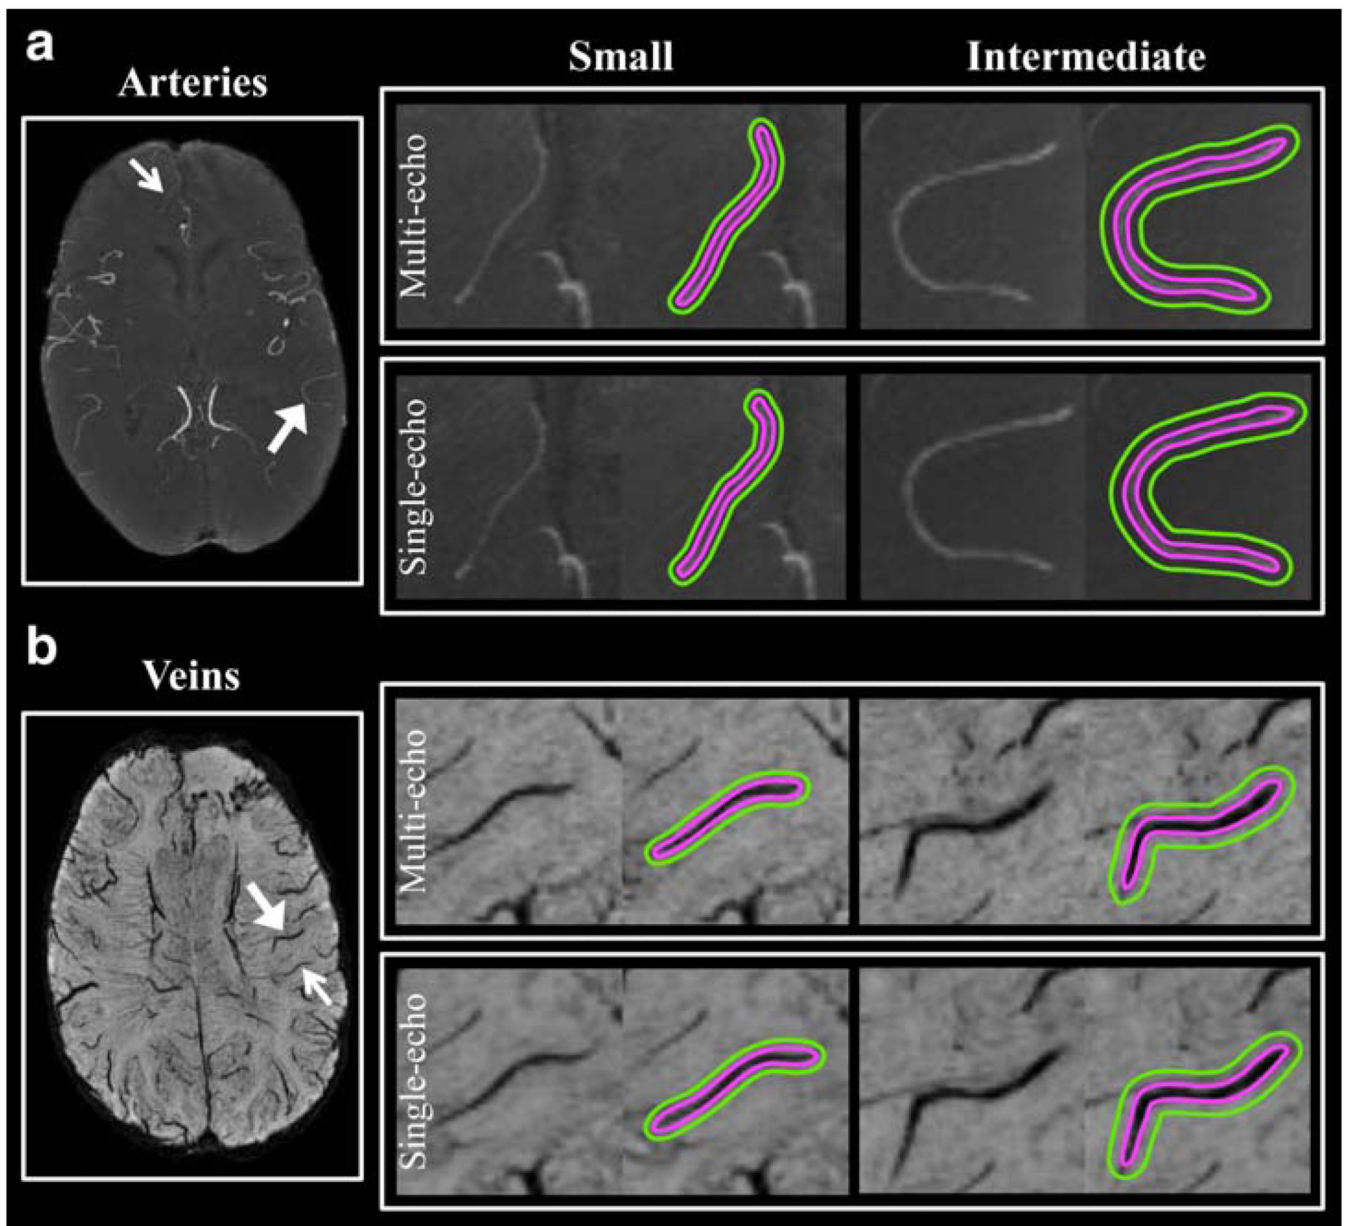 a
Arteries
Small
Intermediate
Multi-echo
Single-echo
b
Veins
Multi-echo
Single-echo